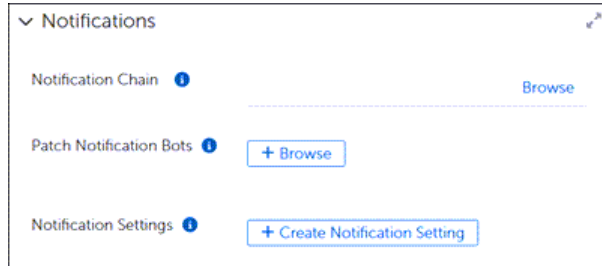 Notifications
Notification Chain
Browse
Patch Notification Bots
+ Browse
Notification Settings
+ Create Notification Setting